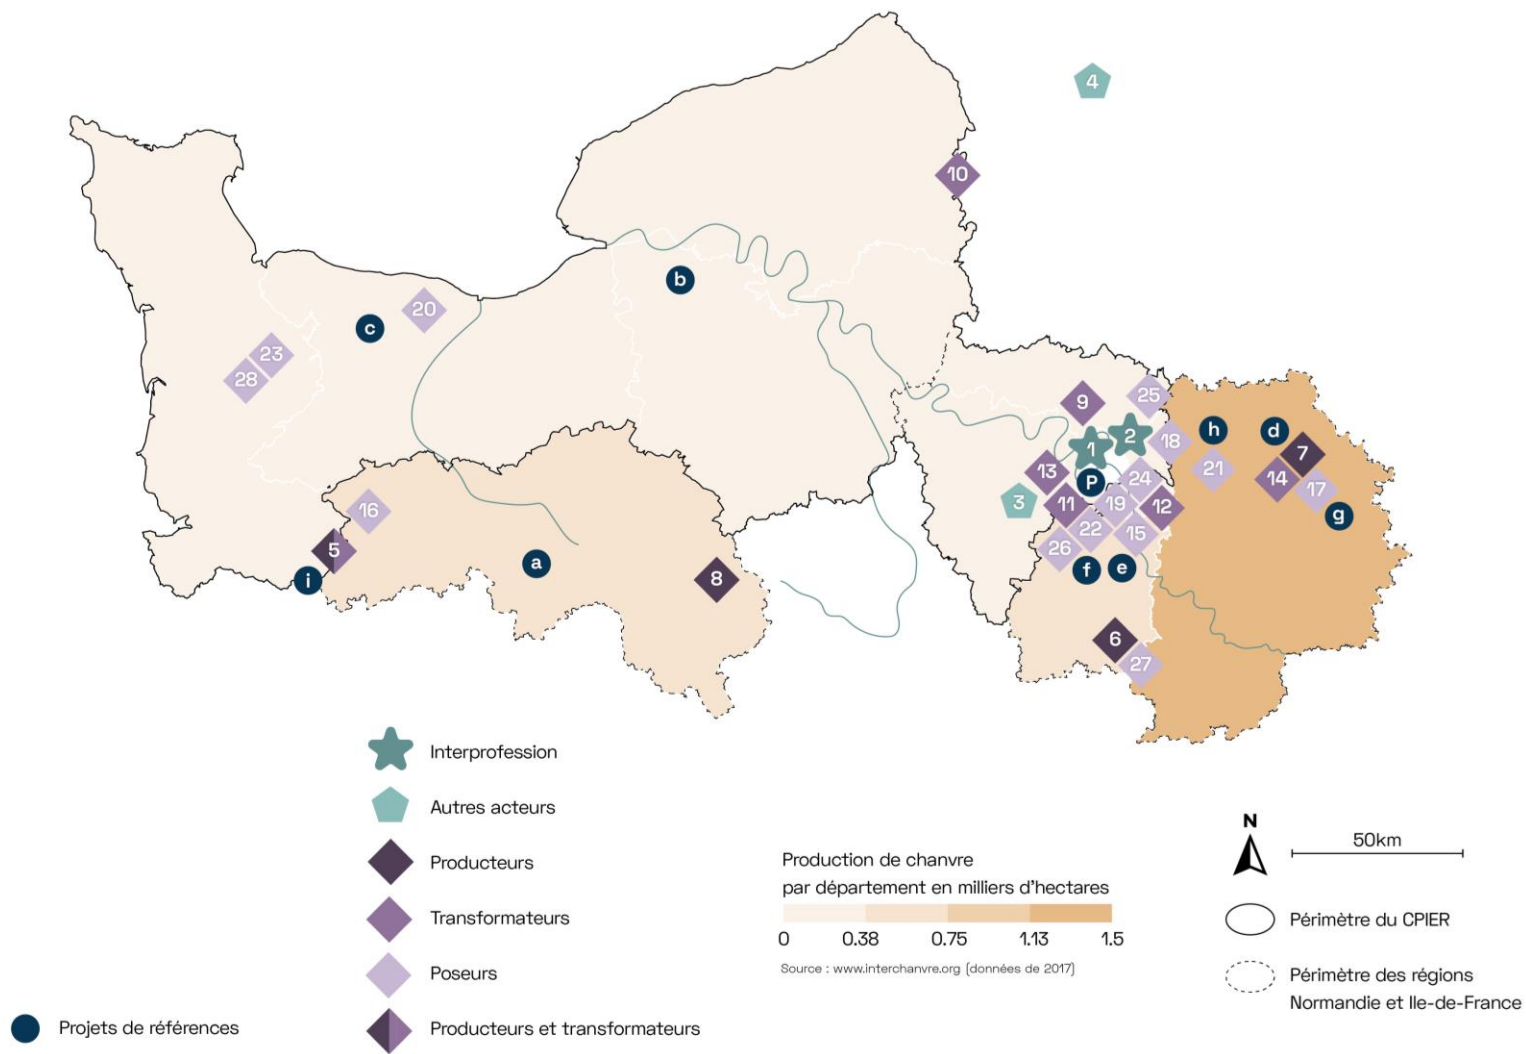 4
10
b
c
20
23
28
9
25
1
2
18
h
d
7
13
P
24
21
14
17
3
11
19
12
g
16
22
15
26
5
i
a
8
f
e
6
27
Interprofession
Autres acteurs
Producteurs
Transformateurs
Poseurs
Producteurs et transformateurs
Projets de références
Production de chanvre
par département en milliers d'hectares
0 0.38 0.75 1.13 1.5
Source : www.interchanvre.org (données de 2017)
N
50km
Périmètre du CPIER
Périmètre des régions
Normandie et Ile-de-France